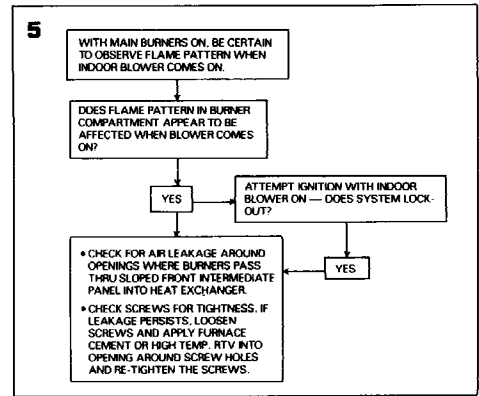 5
WITH MAIN BURNERS ON, BE CERTAIN
TO OBSERVE FLAME PATTERN WHEN
INDOOR BLOWER COMES ON.
DOES FLAME PATTERN IN BURNER
COMPARTMENT APPEAR TO BE
AFFECTED WHEN BLOWER COMES
ON?
YES
ATTEMPT IGNITION WITH INDOOR
BLOWER ON — DOES SYSTEM LOCK-
OUT?
YES
• CHECK FOR AIR LEAKAGE AROUND
OPENINGS WHERE BURNERS PASS
THRU SLOPED FRONT INTERMEDIATE
PANEL INTO HEAT EXCHANGER.
• CHECK SCREWS FOR TIGHTNESS. IF
LEAKAGE PERSISTS, LOOSEN
SCREWS AND APPLY FURNACE
CEMENT OR HIGH TEMP. RTV INTO
OPENING AROUND SCREW HOLES
AND RE-TIGHTEN THE SCREWS.